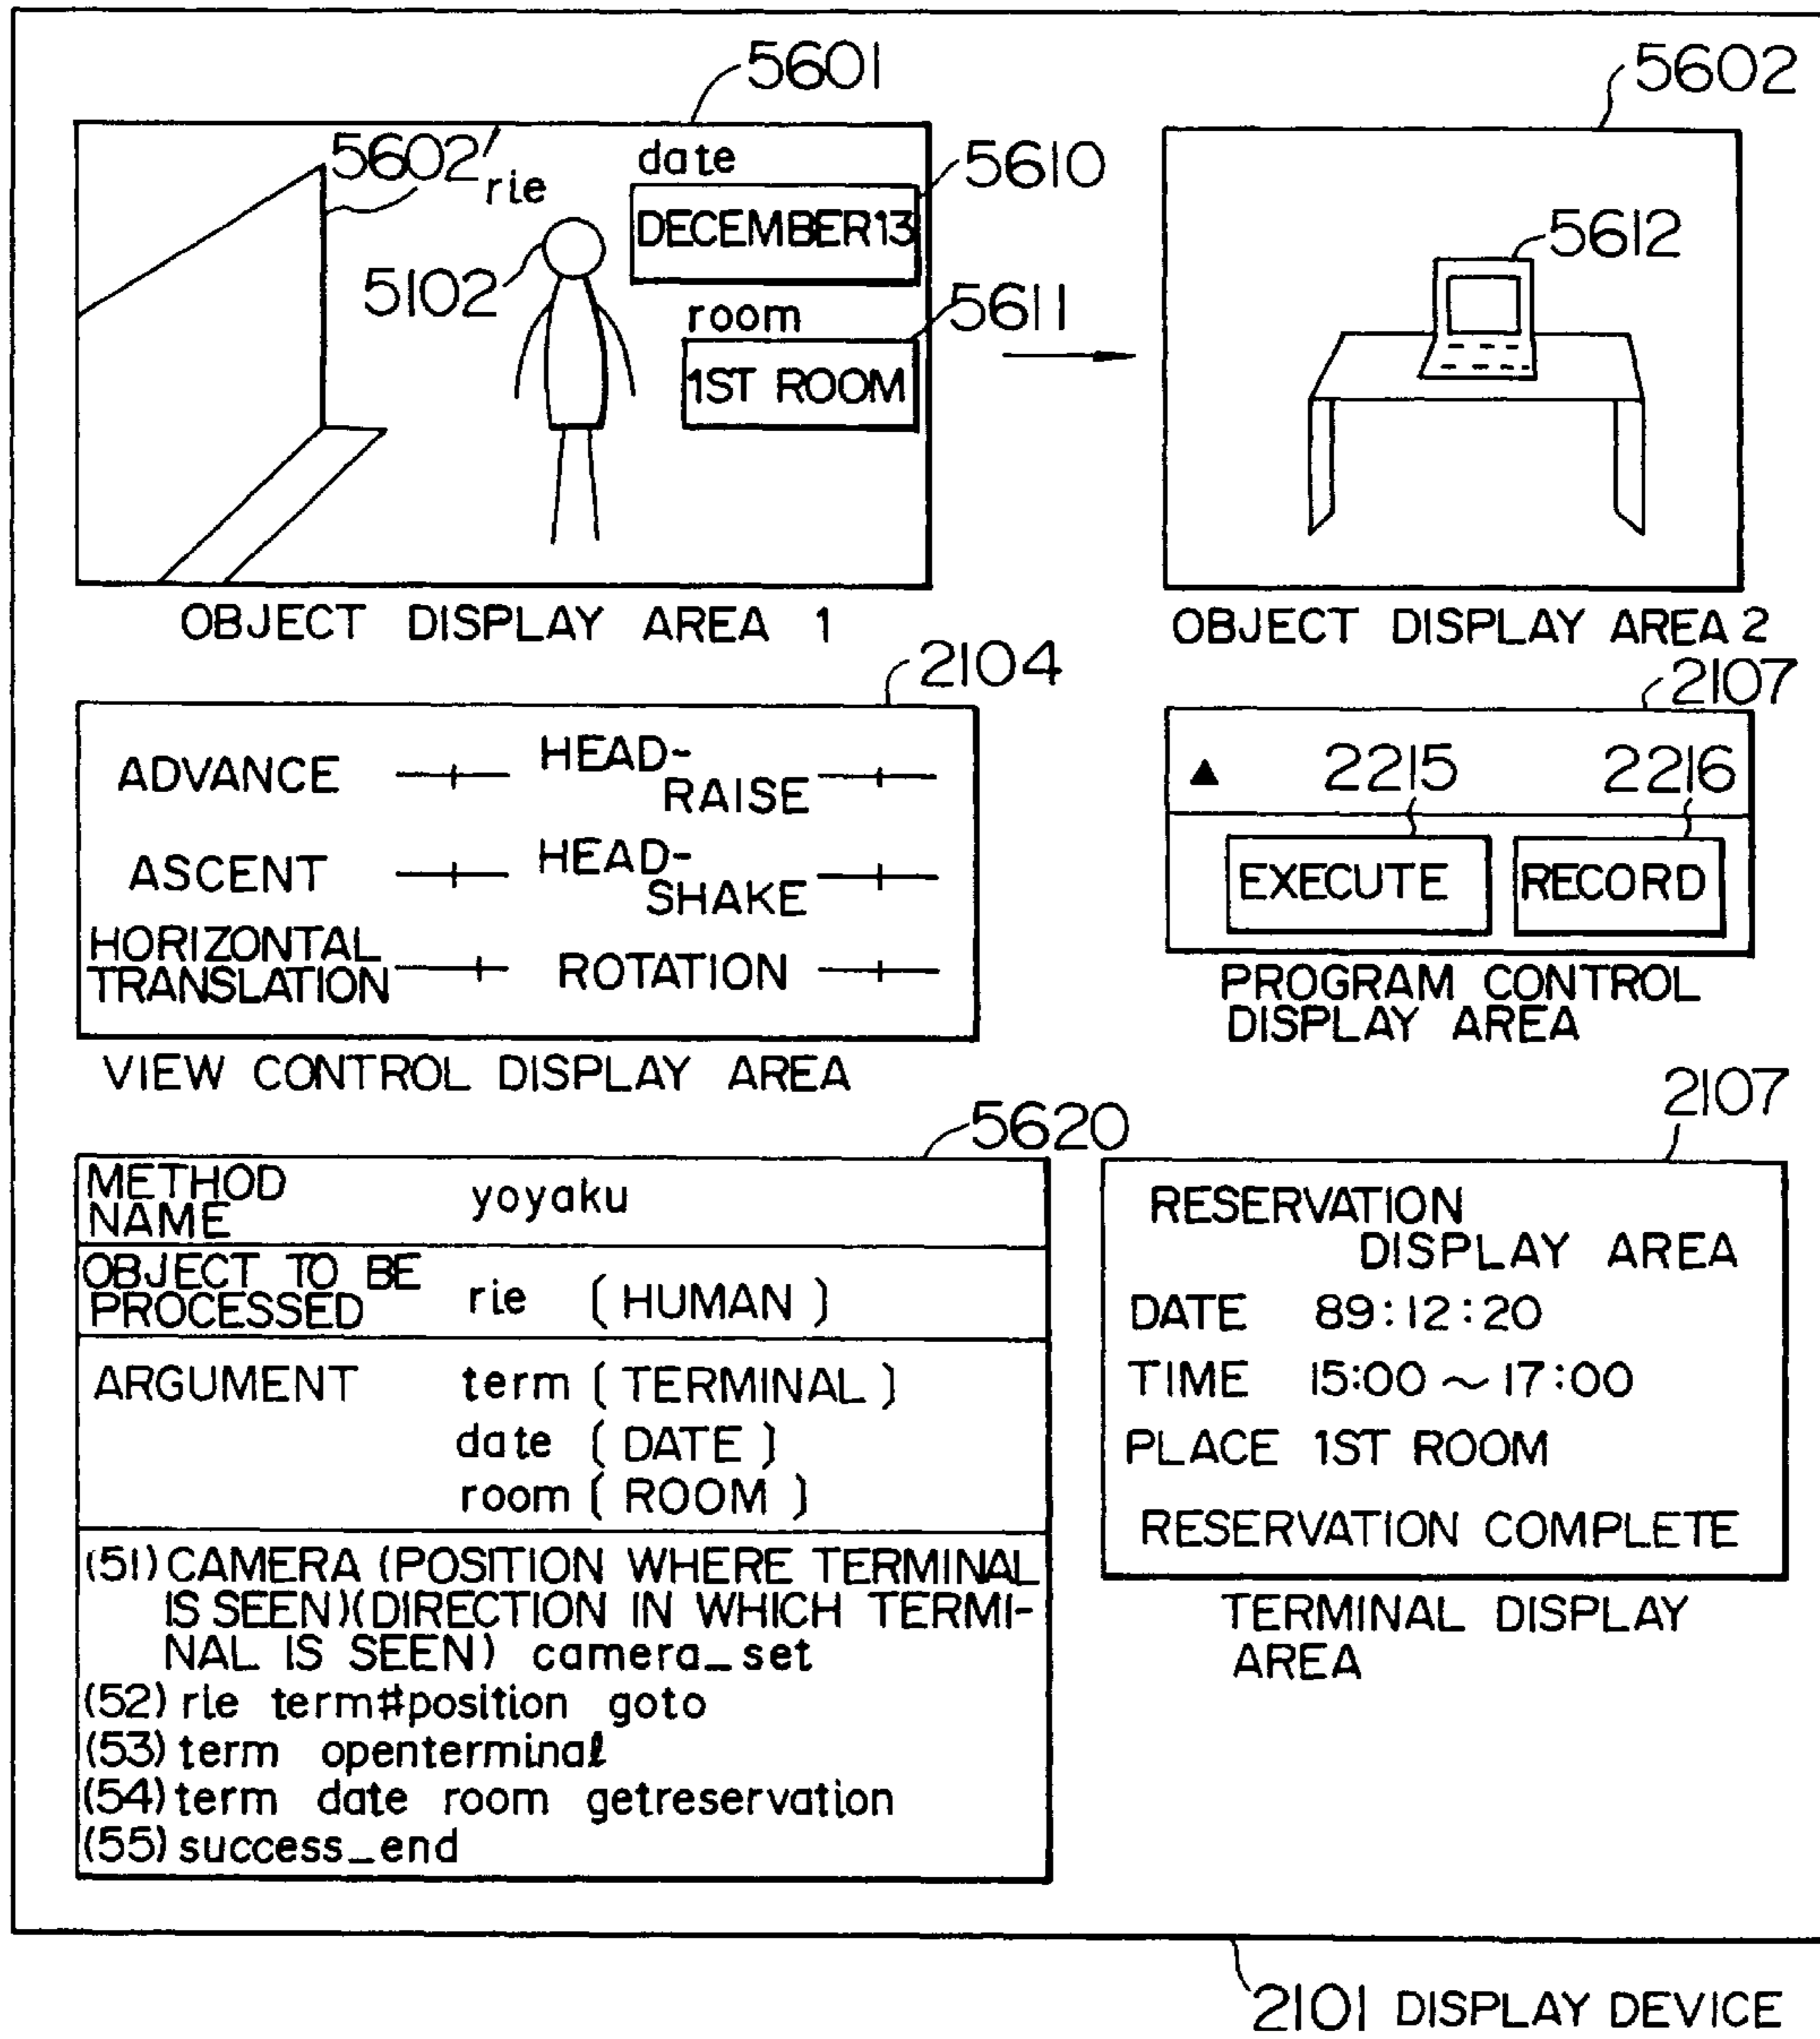 5601
5602
5602'
rie
date
5610
DECEMBER 13
5102
room
5611
1ST ROOM
5612
OBJECT DISPLAY AREA 1
OBJECT DISPLAY AREA 2
2104
ADVANCE
HEAD-
RAISE
ASCENT
HEAD-
SHAKE
HORIZONTAL
TRANSLATION
ROTATION
VIEW CONTROL DISPLAY AREA
2107
▲
2215
2216
EXECUTE
RECORD
PROGRAM CONTROL
DISPLAY AREA
5620
METHOD
NAME
yoyaku
OBJECT TO BE
PROCESSED
rie (HUMAN)
ARGUMENT term (TERMINAL)
date (DATE)
room (ROOM)
(51) CAMERA (POSITION WHERE TERMINAL
IS SEEN)(DIRECTION IN WHICH TERMI-
NAL IS SEEN) camera_set
(52) rie term#position goto
(53) term openterminal
(54) term date room getreservation
(55) success_end
2107
RESERVATION
DISPLAY AREA
DATE 89:12:20
TIME 15:00 ~ 17:00
PLACE 1ST ROOM
RESERVATION COMPLETE
TERMINAL DISPLAY
AREA
2101 DISPLAY DEVICE